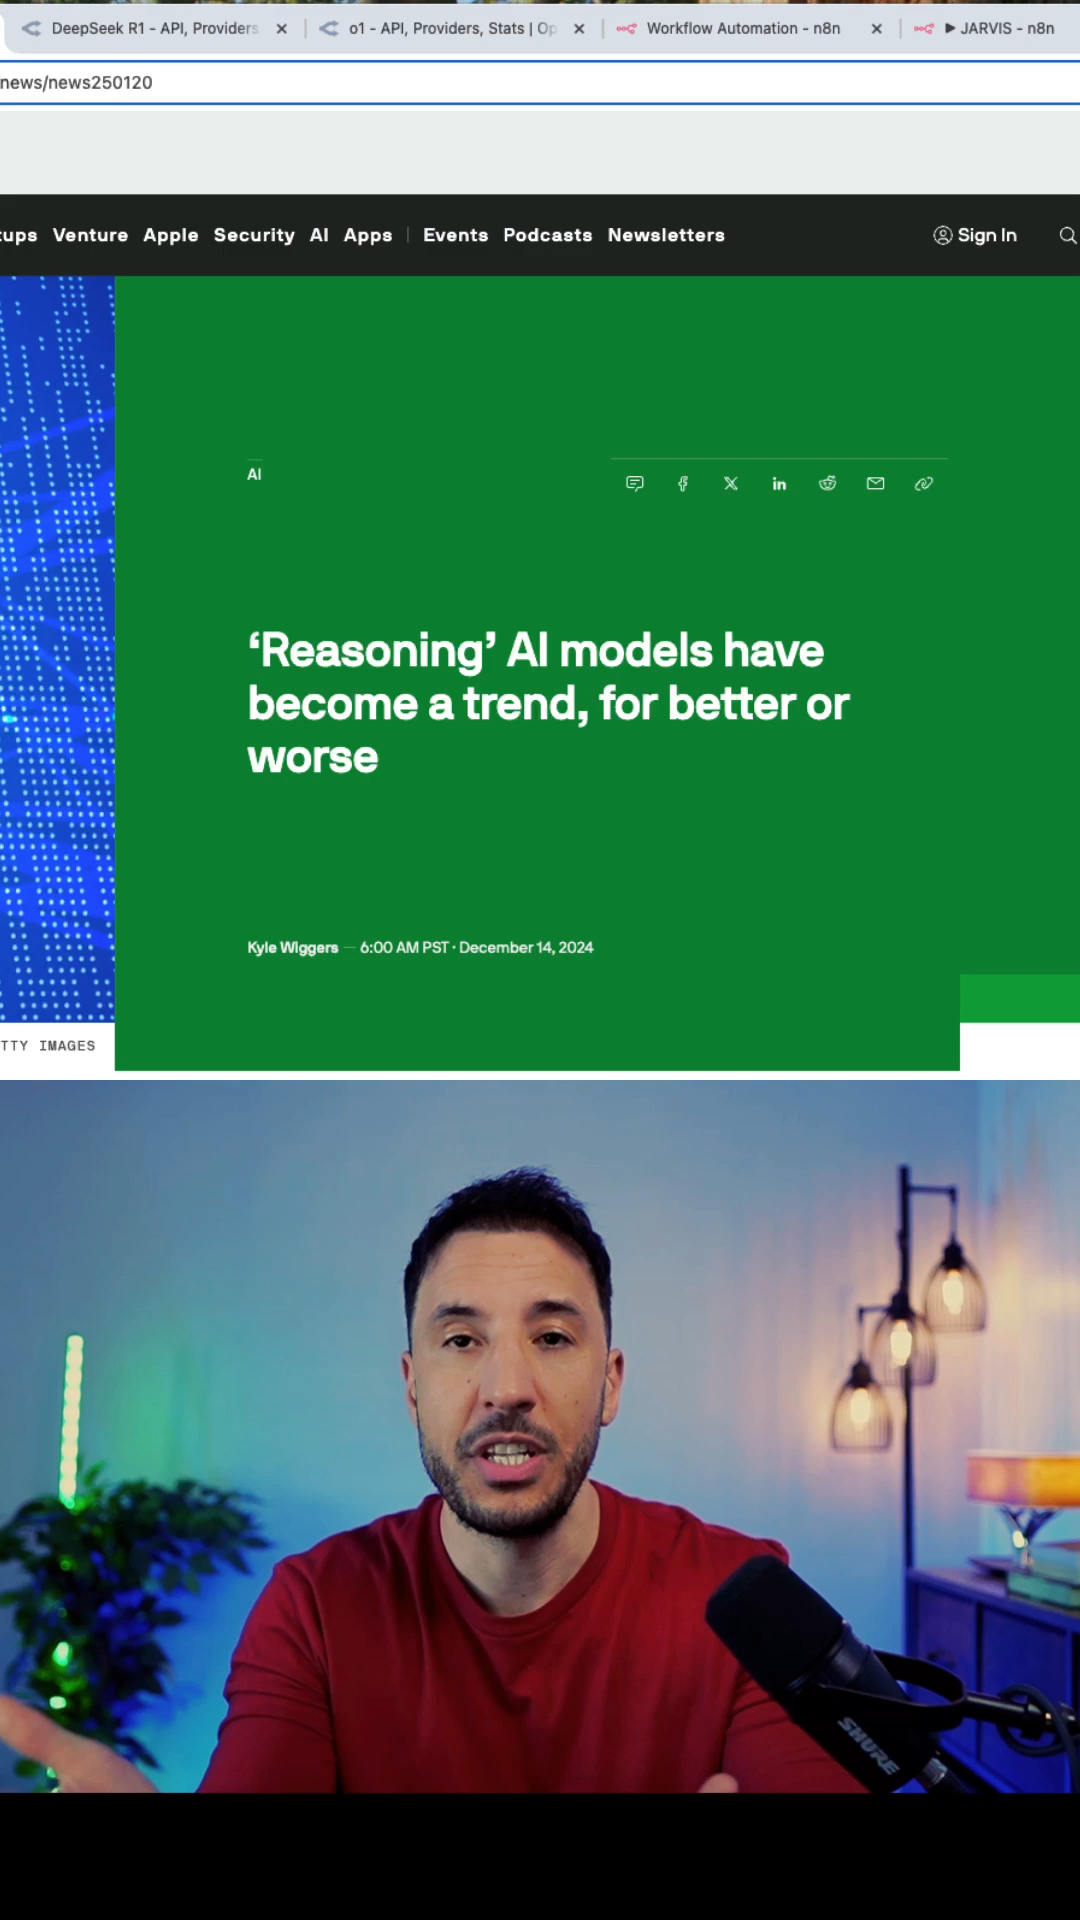 DeepSeek R1 - API, Providers
o1 - API, Providers, Stats | Op
Workflow Automation - n8n
JARVIS - n8n
news/news250120
tups Venture Apple Security AI Apps Events Podcasts Newsletters Sign In
AI
‘Reasoning’ AI models have
become a trend, for better or
worse
Kyle Wiggers — 6:00 AM PST · December 14, 2024
TTY IMAGES
SHURE